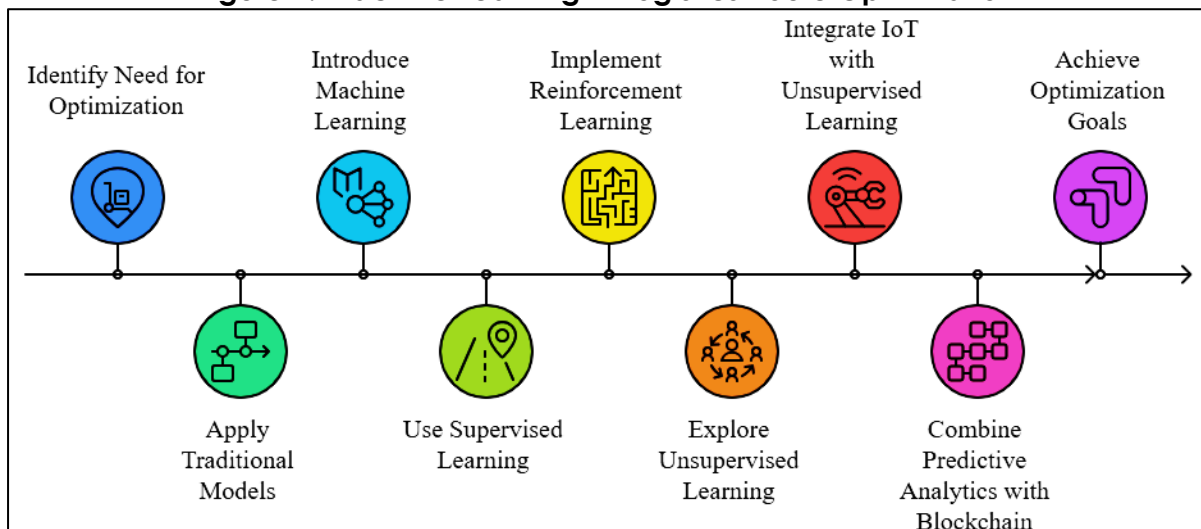 Identify Need for
Optimization
Apply
Traditional
Models
Introduce
Machine
Learning
Use Supervised
Learning
Implement
Reinforcement
Learning
Explore
Unsupervised
Learning
Integrate IoT
with
Unsupervised
Learning
Combine
Predictive
Analytics with
Blockchain
Achieve
Optimization
Goals